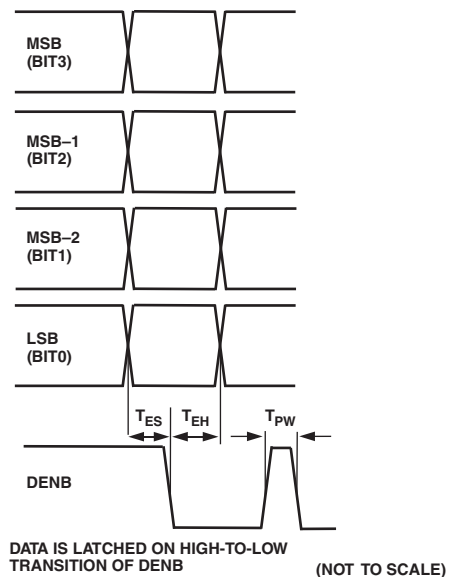 MSB
(BIT3)
MSB–1
(BIT2)
MSB–2
(BIT1)
LSB
(BIT0)
TES TEH TPW
DENB
DATA IS LATCHED ON HIGH-TO-LOW
TRANSITION OF DENB
(NOT TO SCALE)